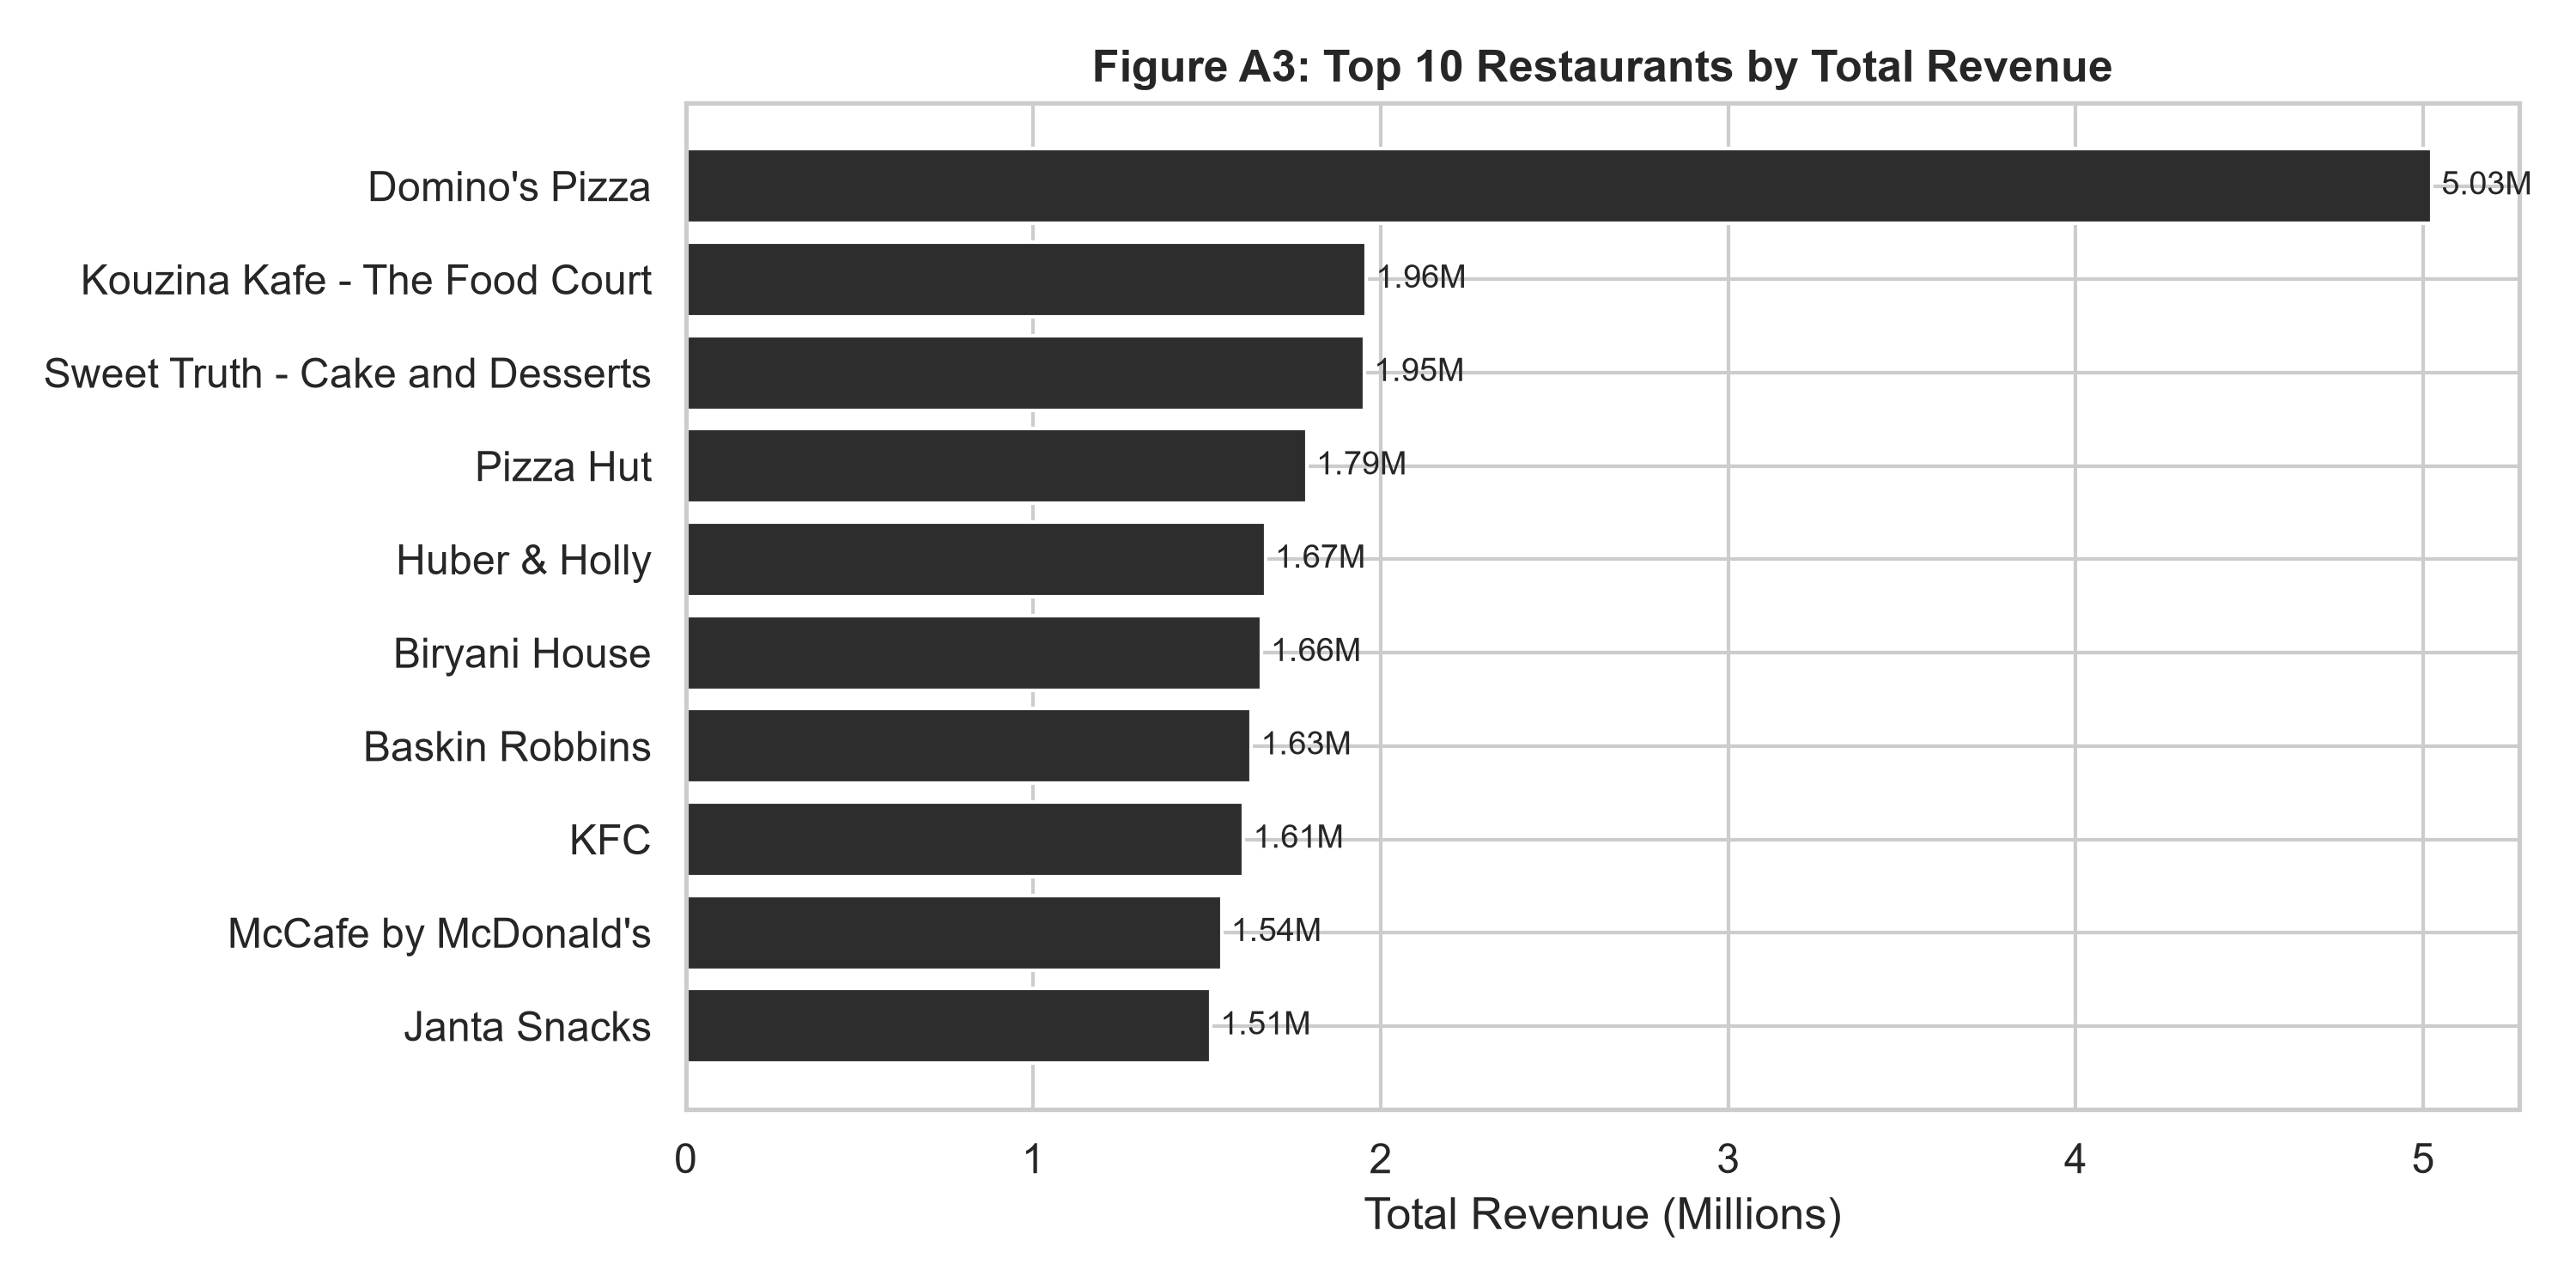 Figure A3: Top 10 Restaurants by Total Revenue
Domino's Pizza 5.03M
Kouzina Kafe - The Food Court 1.96M
Sweet Truth - Cake and Desserts 1.95M
Pizza Hut 1.79M
Huber & Holly 1.67M
Biryani House 1.66M
Baskin Robbins 1.63M
KFC 1.61M
McCafe by McDonald's 1.54M
Janta Snacks 1.51M
0 1 2 3 4 5
Total Revenue (Millions)